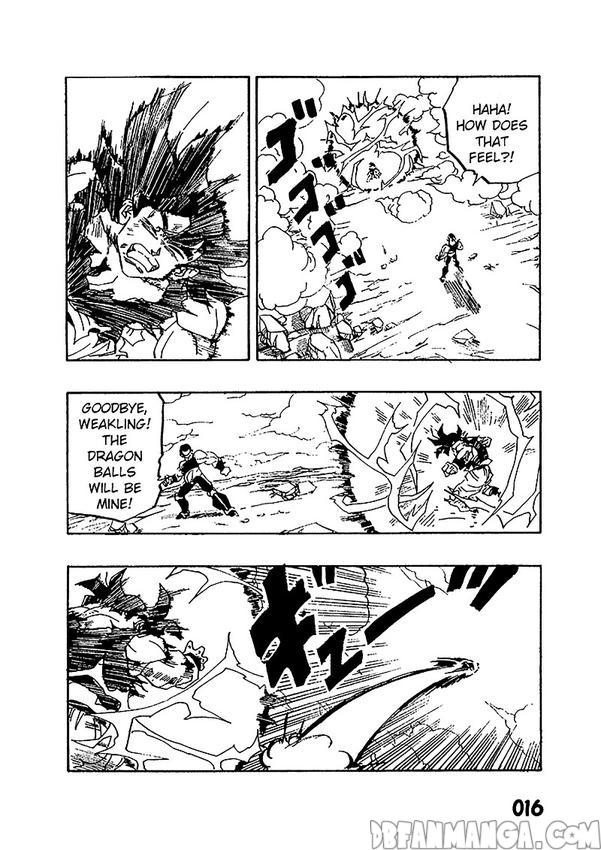 HAHA!
HOW DOES
THAT
FEEL?!
ゴ
ゴ
ゴ
ゴ
GOODBYE,
WEAKLING!
THE
DRAGON
BALLS
WILL BE
MINE!
ギュ
016
DBFANMANGA.COM